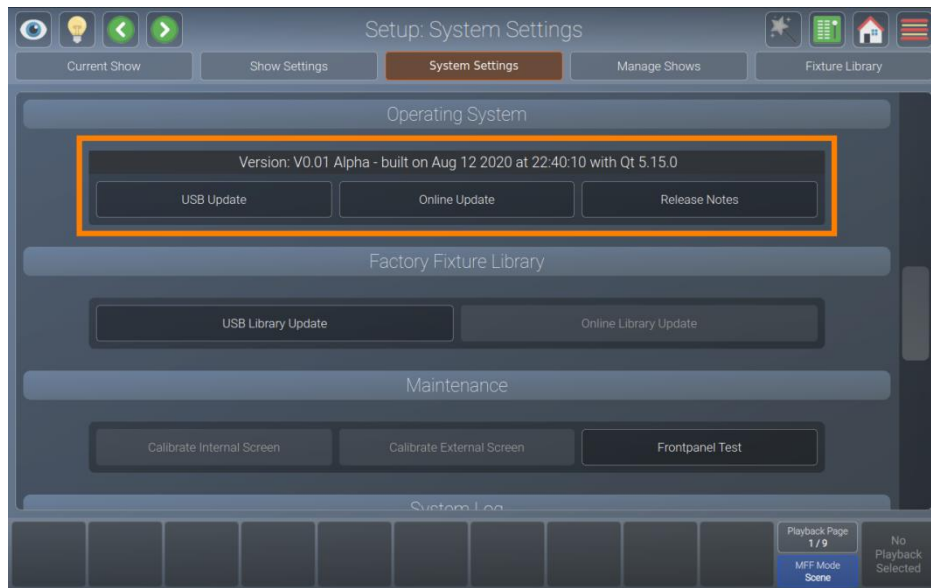 Setup: System Settings
Current Show
Show Settings
System Settings
Manage Shows
Fixture Library
Operating System
Version: V0.01 Alpha - built on Aug 12 2020 at 22:40:10 with Qt 5.15.0
USB Update
Online Update
Release Notes
Factory Fixture Library
USB Library Update
Online Library Update
Maintenance
Calibrate Internal Screen
Calibrate External Screen
Frontpanel Test
System Log
Playback Page
1 / 9
MFF Mode
Scene
No
Playback
Selected